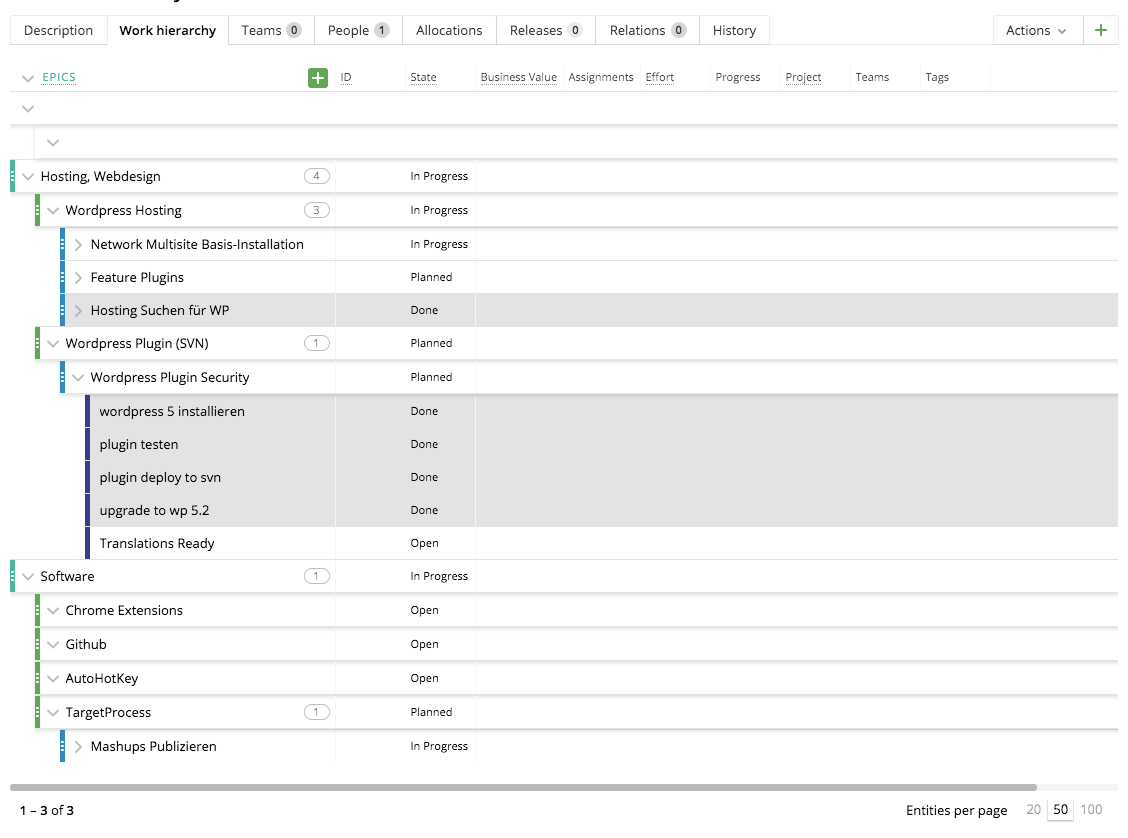 Description Work hierarchy Teams 0 People 1 Allocations Releases 0 Relations 0 History Actions +
EPICS + ID State Business Value Assignments Effort Progress Project Teams Tags
Hosting, Webdesign 4 In Progress
Wordpress Hosting 3 In Progress
Network Multisite Basis-Installation In Progress
Feature Plugins Planned
Hosting Suchen für WP Done
Wordpress Plugin (SVN) 1 Planned
Wordpress Plugin Security Planned
wordpress 5 installieren Done
plugin testen Done
plugin deploy to svn Done
upgrade to wp 5.2 Done
Translations Ready Open
Software 1 In Progress
Chrome Extensions Open
Github Open
AutoHotKey Open
TargetProcess 1 Planned
Mashups Publizieren In Progress
1 – 3 of 3 Entities per page 20 50 100